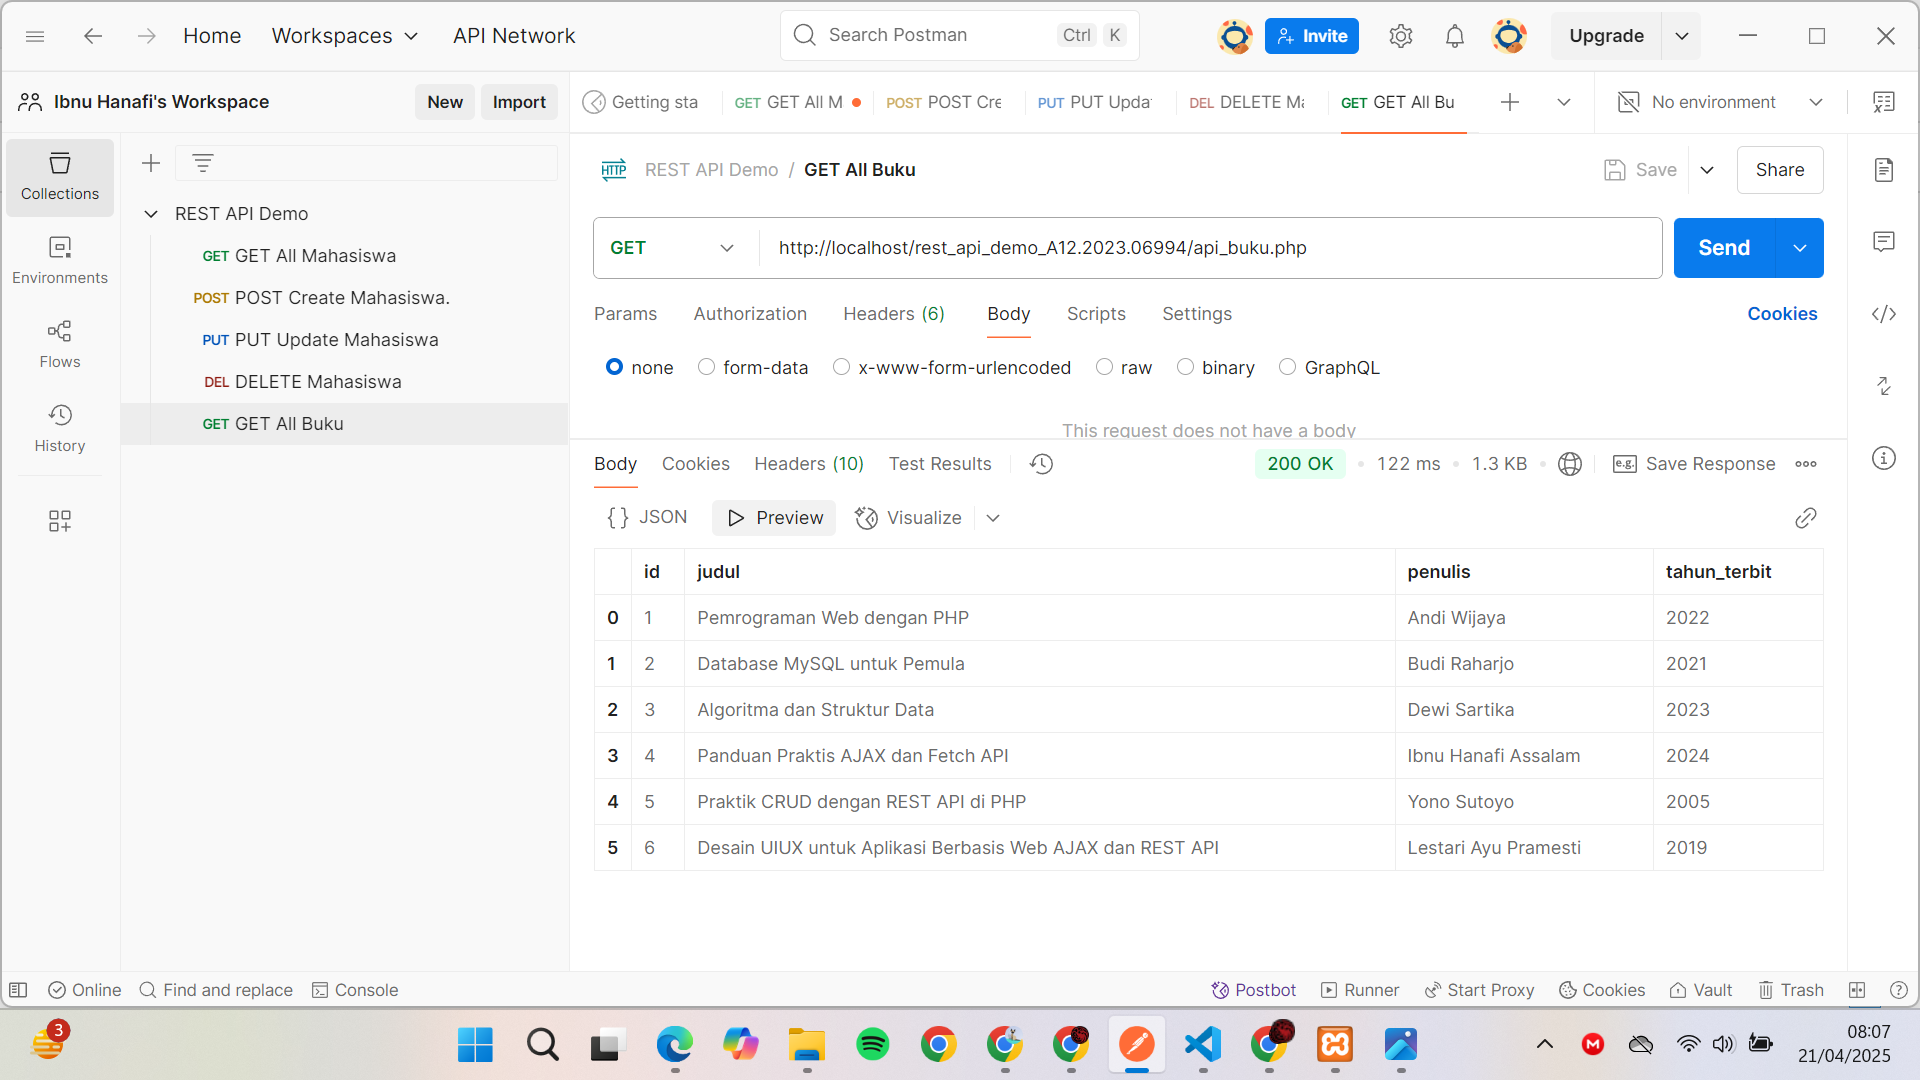 Home Workspaces API Network Search Postman Ctrl K Invite Upgrade
Ibnu Hanafi's Workspace New Import
Getting sta GET GET All M POST POST Cre PUT PUT Upda DEL DELETE Ma GET GET All Bu No environment
Collections
Environments
Flows
History
REST API Demo
GET GET All Mahasiswa
POST POST Create Mahasiswa.
PUT PUT Update Mahasiswa
DEL DELETE Mahasiswa
GET GET All Buku
HTTP REST API Demo / GET All Buku Save Share
GET http://localhost/rest_api_demo_A12.2023.06994/api_buku.php Send
Params Authorization Headers (6) Body Scripts Settings Cookies
none form-data x-www-form-urlencoded raw binary GraphQL
This request does not have a body
Body Cookies Headers (10) Test Results 200 OK 122 ms 1.3 KB e.g. Save Response
{} JSON Preview Visualize
id judul penulis tahun_terbit
0 1 Pemrograman Web dengan PHP Andi Wijaya 2022
1 2 Database MySQL untuk Pemula Budi Raharjo 2021
2 3 Algoritma dan Struktur Data Dewi Sartika 2023
3 4 Panduan Praktis AJAX dan Fetch API Ibnu Hanafi Assalam 2024
4 5 Praktik CRUD dengan REST API di PHP Yono Sutoyo 2005
5 6 Desain UIUX untuk Aplikasi Berbasis Web AJAX dan REST API Lestari Ayu Pramesti 2019
Online Find and replace Console Postbot Runner Start Proxy Cookies Vault Trash
3
08:07
21/04/2025